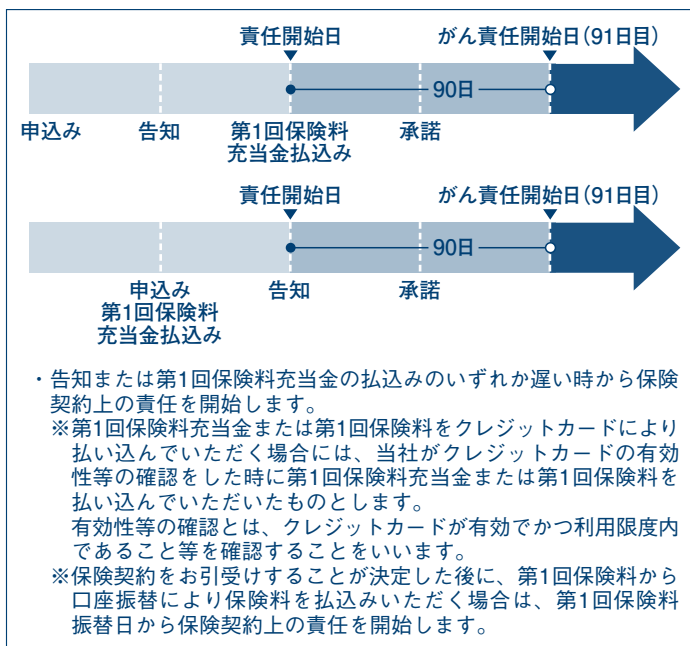 責任開始日 がん責任開始日(91日目)
90日
申込み 告知 第1回保険料 承諾
充当金払込み
責任開始日 がん責任開始日(91日目)
90日
申込み 告知 承諾
第1回保険料
充当金払込み
・告知または第1回保険料充当金の払込みのいずれか遅い時から保険
契約上の責任を開始します。
※第1回保険料充当金または第1回保険料をクレジットカードにより
払い込んでいただく場合には、当社がクレジットカードの有効
性等の確認をした時に第1回保険料充当金または第1回保険料を
払い込んでいただいたものとします。
有効性等の確認とは、クレジットカードが有効でかつ利用限度内
であること等を確認することをいいます。
※保険契約をお引受けすることが決定した後に、第1回保険料から
口座振替により保険料を払込みいただく場合は、第1回保険料
振替日から保険契約上の責任を開始します。